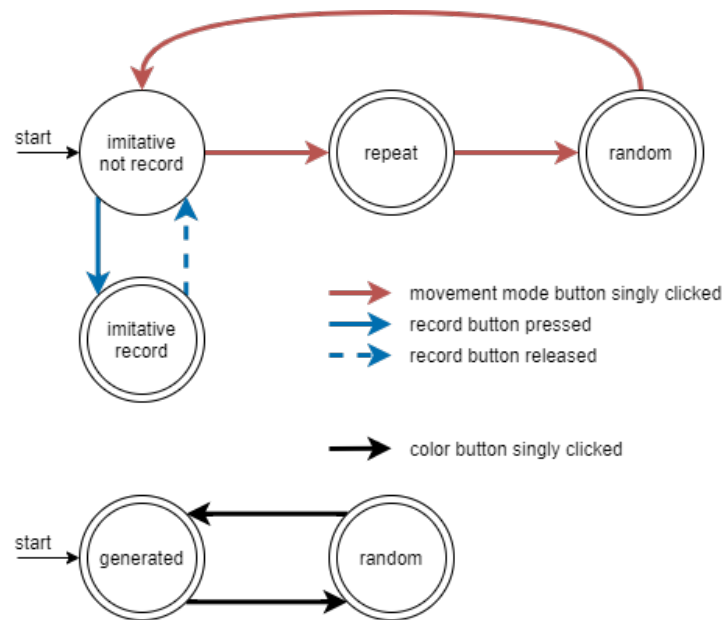 start
imitative
not record
repeat
random
imitative
record
movement mode button singly clicked
record button pressed
record button released
color button singly clicked
start
generated
random